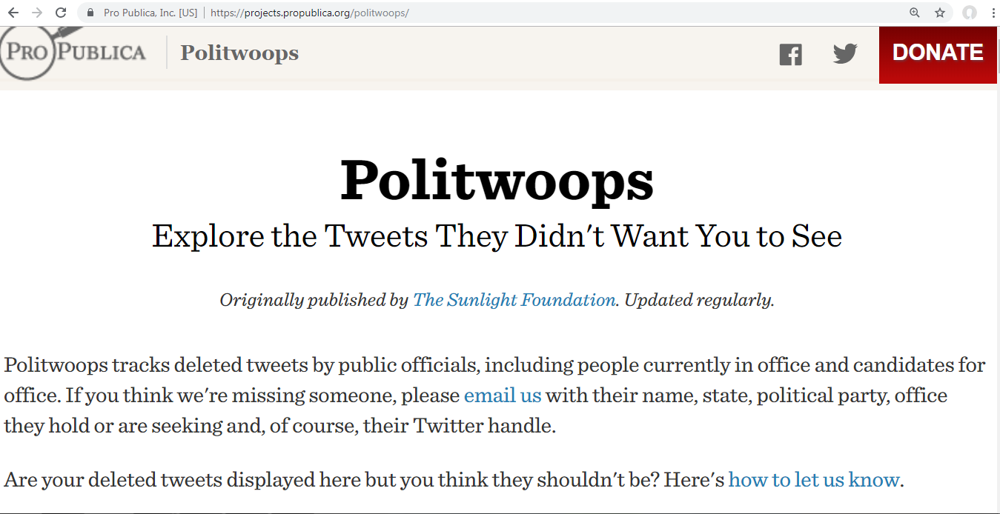 Pro Publica, Inc. [US] | https://projects.propublica.org/politwoops/
PRO PUBLICA Politwoops DONATE
Politwoops
Explore the Tweets They Didn't Want You to See
Originally published by The Sunlight Foundation. Updated regularly.
Politwoops tracks deleted tweets by public officials, including people currently in office and candidates for
office. If you think we're missing someone, please email us with their name, state, political party, office
they hold or are seeking and, of course, their Twitter handle.
Are your deleted tweets displayed here but you think they shouldn't be? Here's how to let us know.